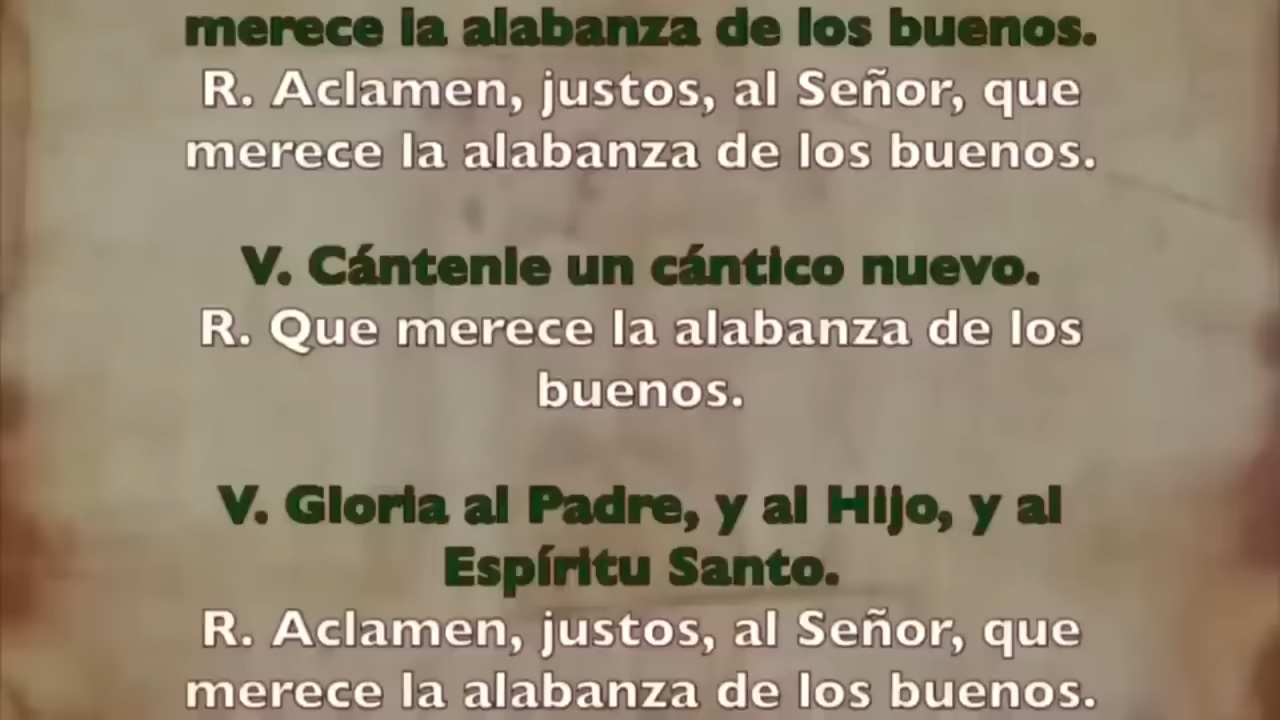 merece la alabanza de los buenos.
R. Aclamen, justos, al Señor, que
merece la alabanza de los buenos.
V. Cántenle un cántico nuevo.
R. Que merece la alabanza de los
buenos.
V. Gloria al Padre, y al Hijo, y al
Espíritu Santo.
R. Aclamen, justos, al Señor, que
merece la alabanza de los buenos.